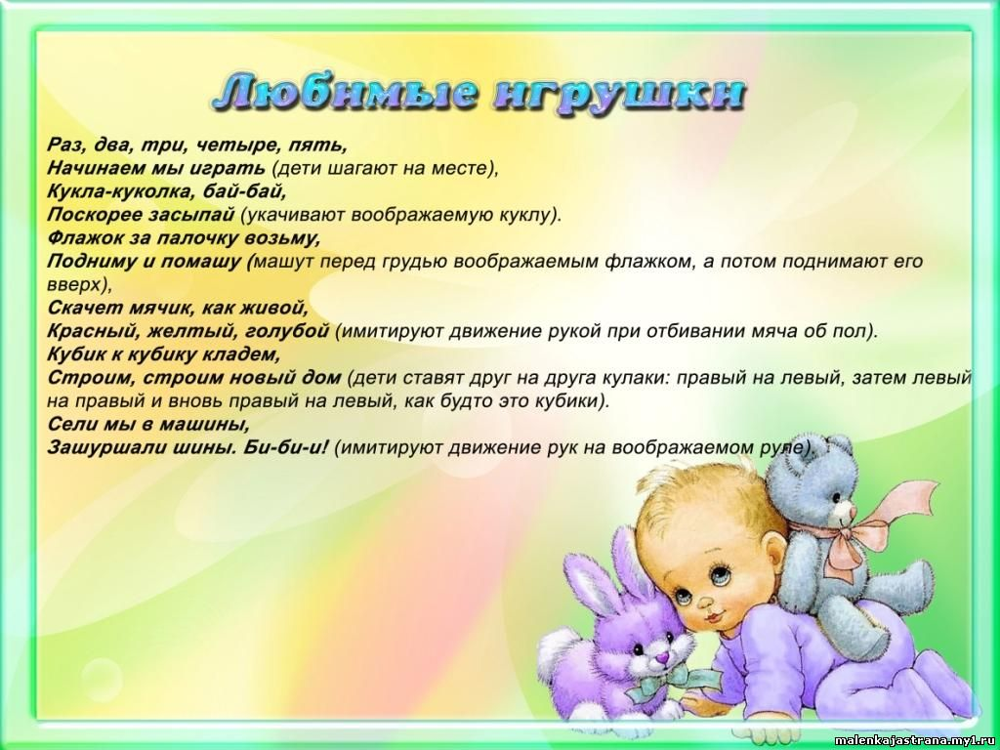 Любимые игрушки
Раз, два, три, четыре, пять,
Начинаем мы играть (дети шагают на месте),
Кукла-куколка, бай-бай,
Поскорее засыпай (укачивают воображаемую куклу).
Флажок за палочку возьму,
Подниму и помашу (машут перед грудью воображаемым флажком, а потом поднимают его
вверх),
Скачет мячик, как живой,
Красный, желтый, голубой (имитируют движение рукой при отбивании мяча об пол).
Кубик к кубику кладем,
Строим, строим новый дом (дети ставят друг на друга кулаки: правый на левый, затем левый
на правый и вновь правый на левый, как будто это кубики).
Сели мы в машины,
Зашуршали шины. Би-би-и! (имитируют движение рук на воображаемом руле).
malenkajastrana.my1.ru